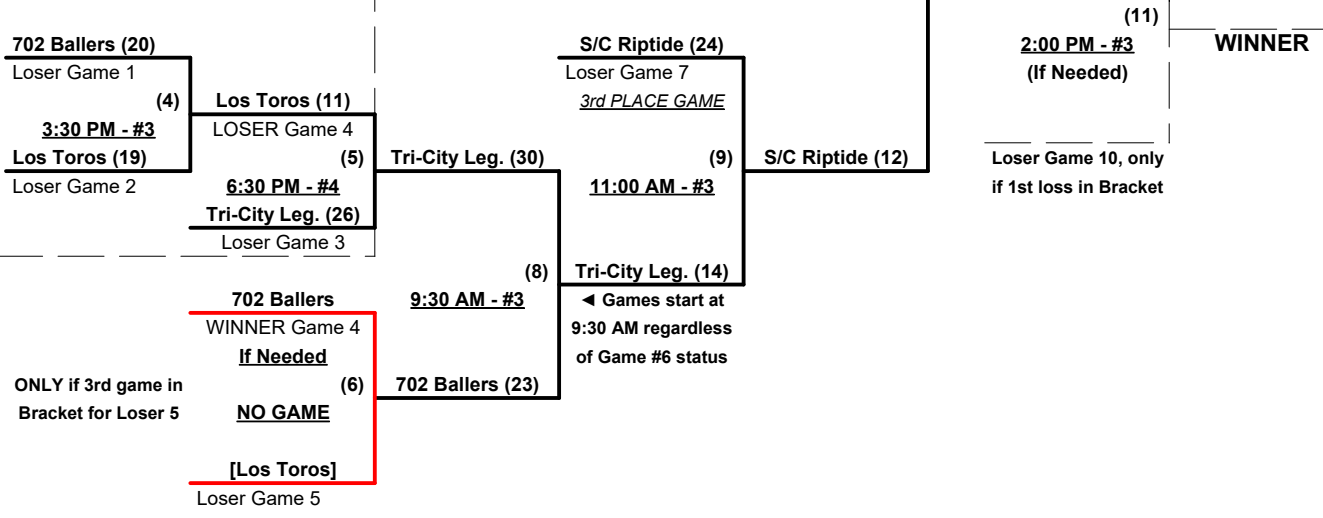 (11)
702 Ballers (20)
S/C Riptide (24)
2:00 PM - #3
WINNER
Loser Game 1
Loser Game 7
(If Needed)
(4)
Los Toros (11)
3rd PLACE GAME
3:30 PM - #3
LOSER Game 4
Los Toros (19)
(5)
Tri-City Leg. (30)
(9)
S/C Riptide (12)
Loser Game 10, only
Loser Game 2
6:30 PM - #4
11:00 AM - #3
if 1st loss in Bracket
Tri-City Leg. (26)
Loser Game 3
(8)
Tri-City Leg. (14)
702 Ballers
9:30 AM - #3
◄ Games start at
WINNER Game 4
9:30 AM regardless
If Needed
of Game #6 status
ONLY if 3rd game in
(6)
702 Ballers (23)
Bracket for Loser 5
NO GAME
[Los Toros]
Loser Game 5